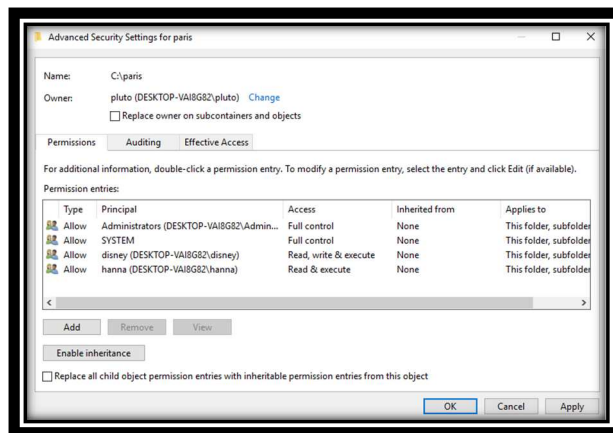 Advanced Security Settings for paris
Name: C:\paris
Owner: pluto (DESKTOP-VAI8G82\pluto) Change
Replace owner on subcontainers and objects
Permissions Auditing Effective Access
For additional information, double-click a permission entry. To modify a permission entry, select the entry and click Edit (if available).
Permission entries:
Type Principal Access Inherited from Applies to
Allow Administrators (DESKTOP-VAI8G82\Admin... Full control None This folder, subfolder
Allow SYSTEM Full control None This folder, subfolder
Allow disney (DESKTOP-VAI8G82\disney) Read, write & execute None This folder, subfolder
Allow hanna (DESKTOP-VAI8G82\hanna) Read & execute None This folder, subfolder
Add Remove View
Enable inheritance
Replace all child object permission entries with inheritable permission entries from this object
OK Cancel Apply